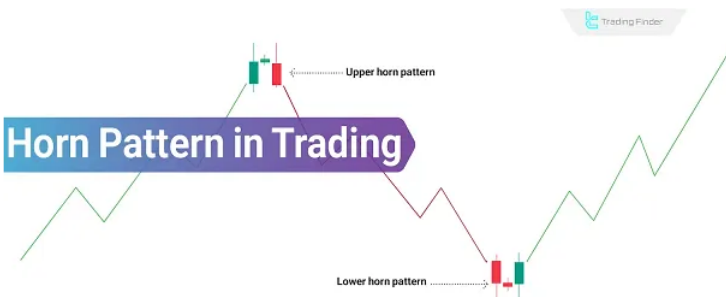 Trading Finder
Upper horn pattern
Horn Pattern in Trading
Lower horn pattern